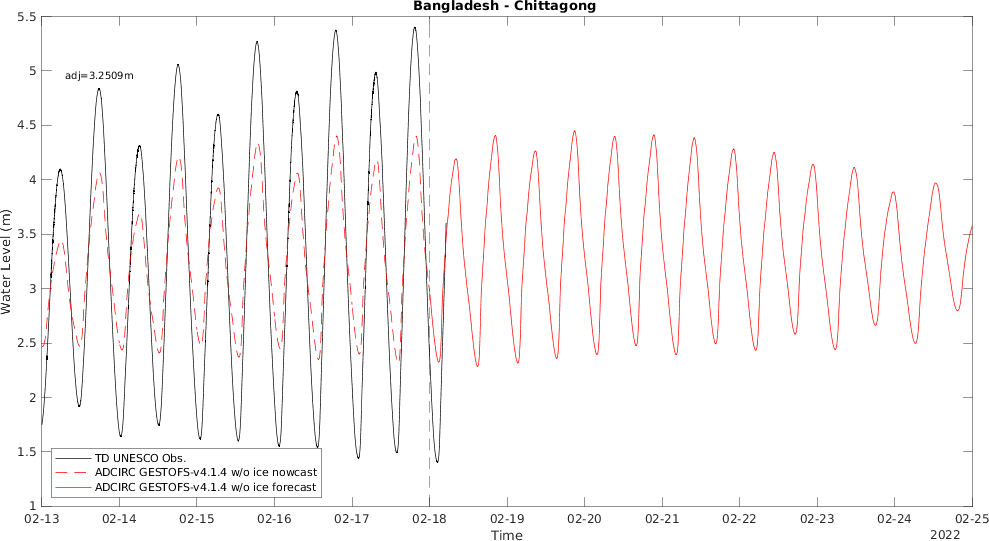 Bangladesh - Chittagong
5.5
5
4.5
4
3.5
3
2.5
2
1.5
1
Water Level (m)
adj=3.2509m
TD UNESCO Obs.
ADCIRC GESTOFS-v4.1.4 w/o ice nowcast
ADCIRC GESTOFS-v4.1.4 w/o ice forecast
02-13 02-14 02-15 02-16 02-17 02-18 02-19 02-20 02-21 02-22 02-23 02-24 02-25
Time
2022